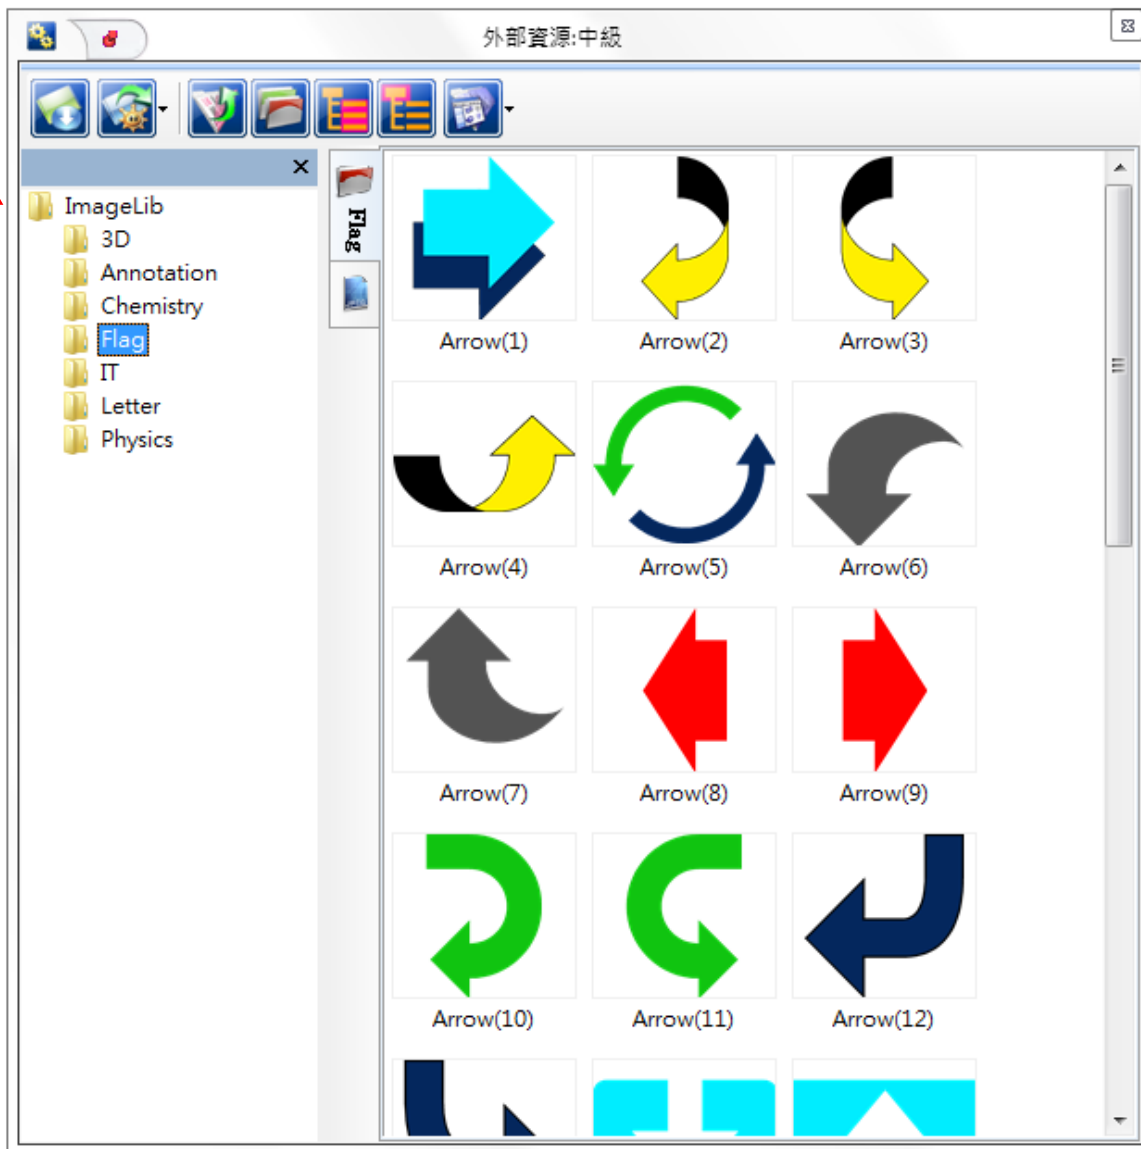 外部資源:中級
ImageLib
3D
Annotation
Chemistry
Flag
IT
Letter
Physics
Flag
Arrow(1)
Arrow(2)
Arrow(3)
Arrow(4)
Arrow(5)
Arrow(6)
Arrow(7)
Arrow(8)
Arrow(9)
Arrow(10)
Arrow(11)
Arrow(12)